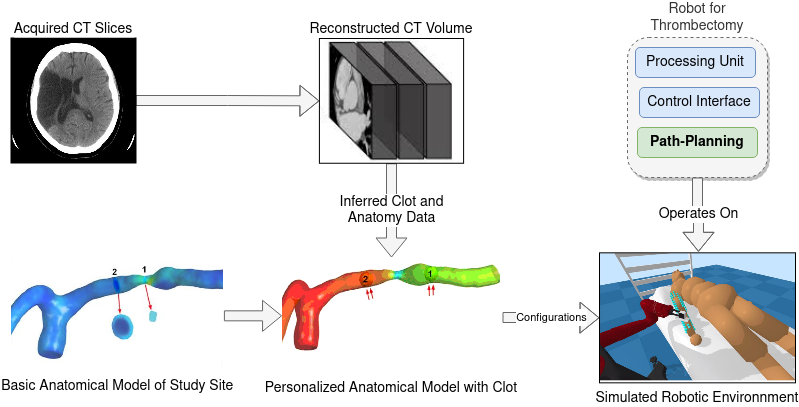 Acquired CT Slices
Reconstructed CT Volume
Robot for
Thrombectomy
Processing Unit
Control Interface
Path-Planning
Inferred Clot and
Anatomy Data
Operates On
2
1
2
1
Configurations
Basic Anatomical Model of Study Site
Personalized Anatomical Model with Clot
Simulated Robotic Environnment